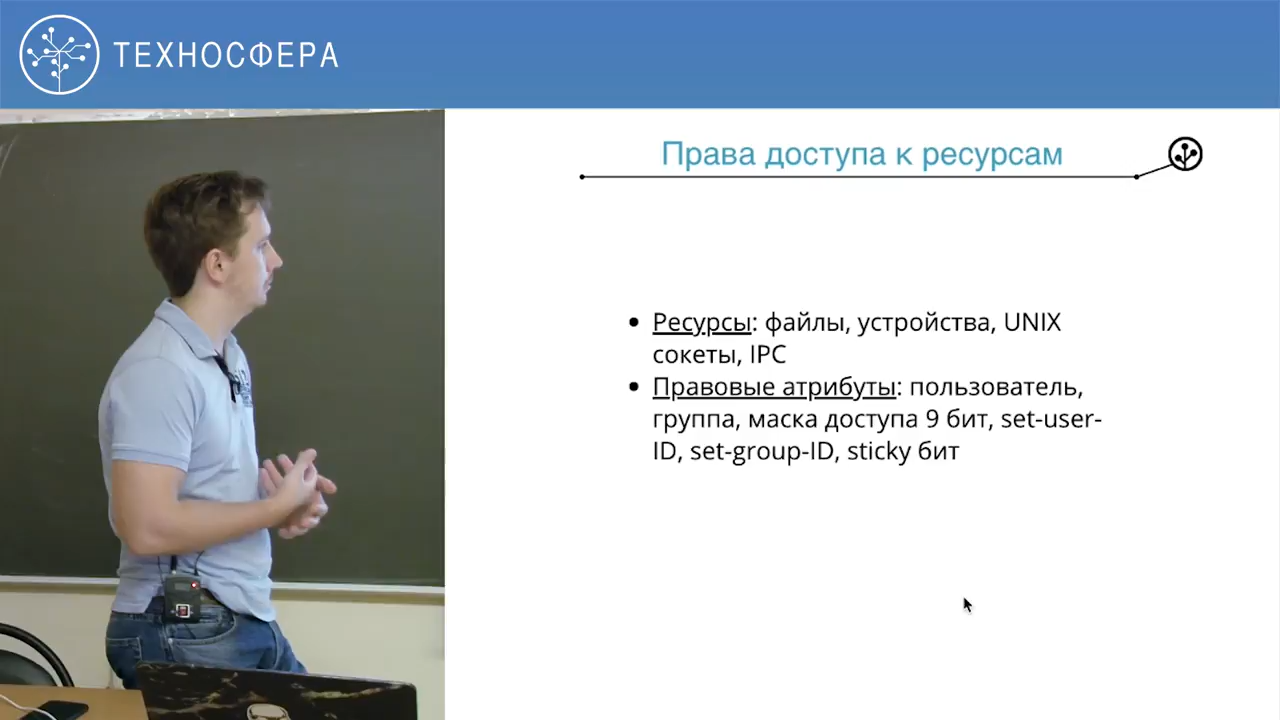 ТЕХНОСФЕРА
Права доступа к ресурсам
• Ресурсы: файлы, устройства, UNIX
сокеты, IPC
• Правовые атрибуты: пользователь,
группа, маска доступа 9 бит, set-user-
ID, set-group-ID, sticky бит